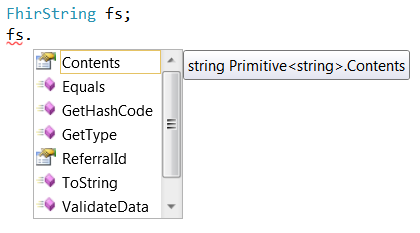 FhirString fs;
fs.
Contents
string Primitive<string>.Contents
Equals
GetHashCode
GetType
ReferralId
ToString
ValidateData